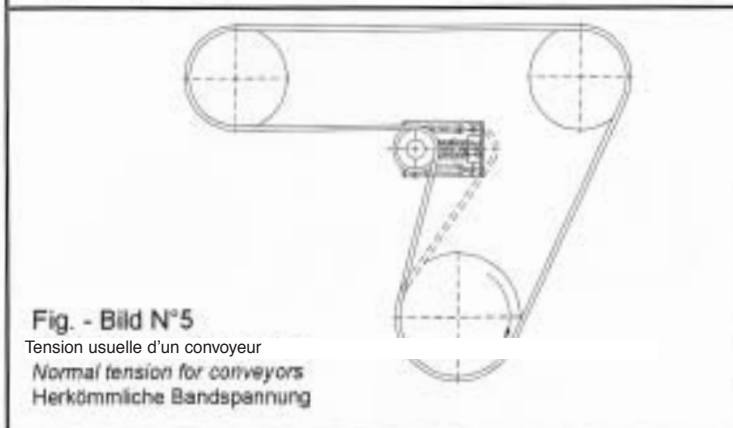 Fig. - Bild N°5
Tension usuelle d'un convoyeur
Normal tension for conveyors
Herkömmliche Bandspannung